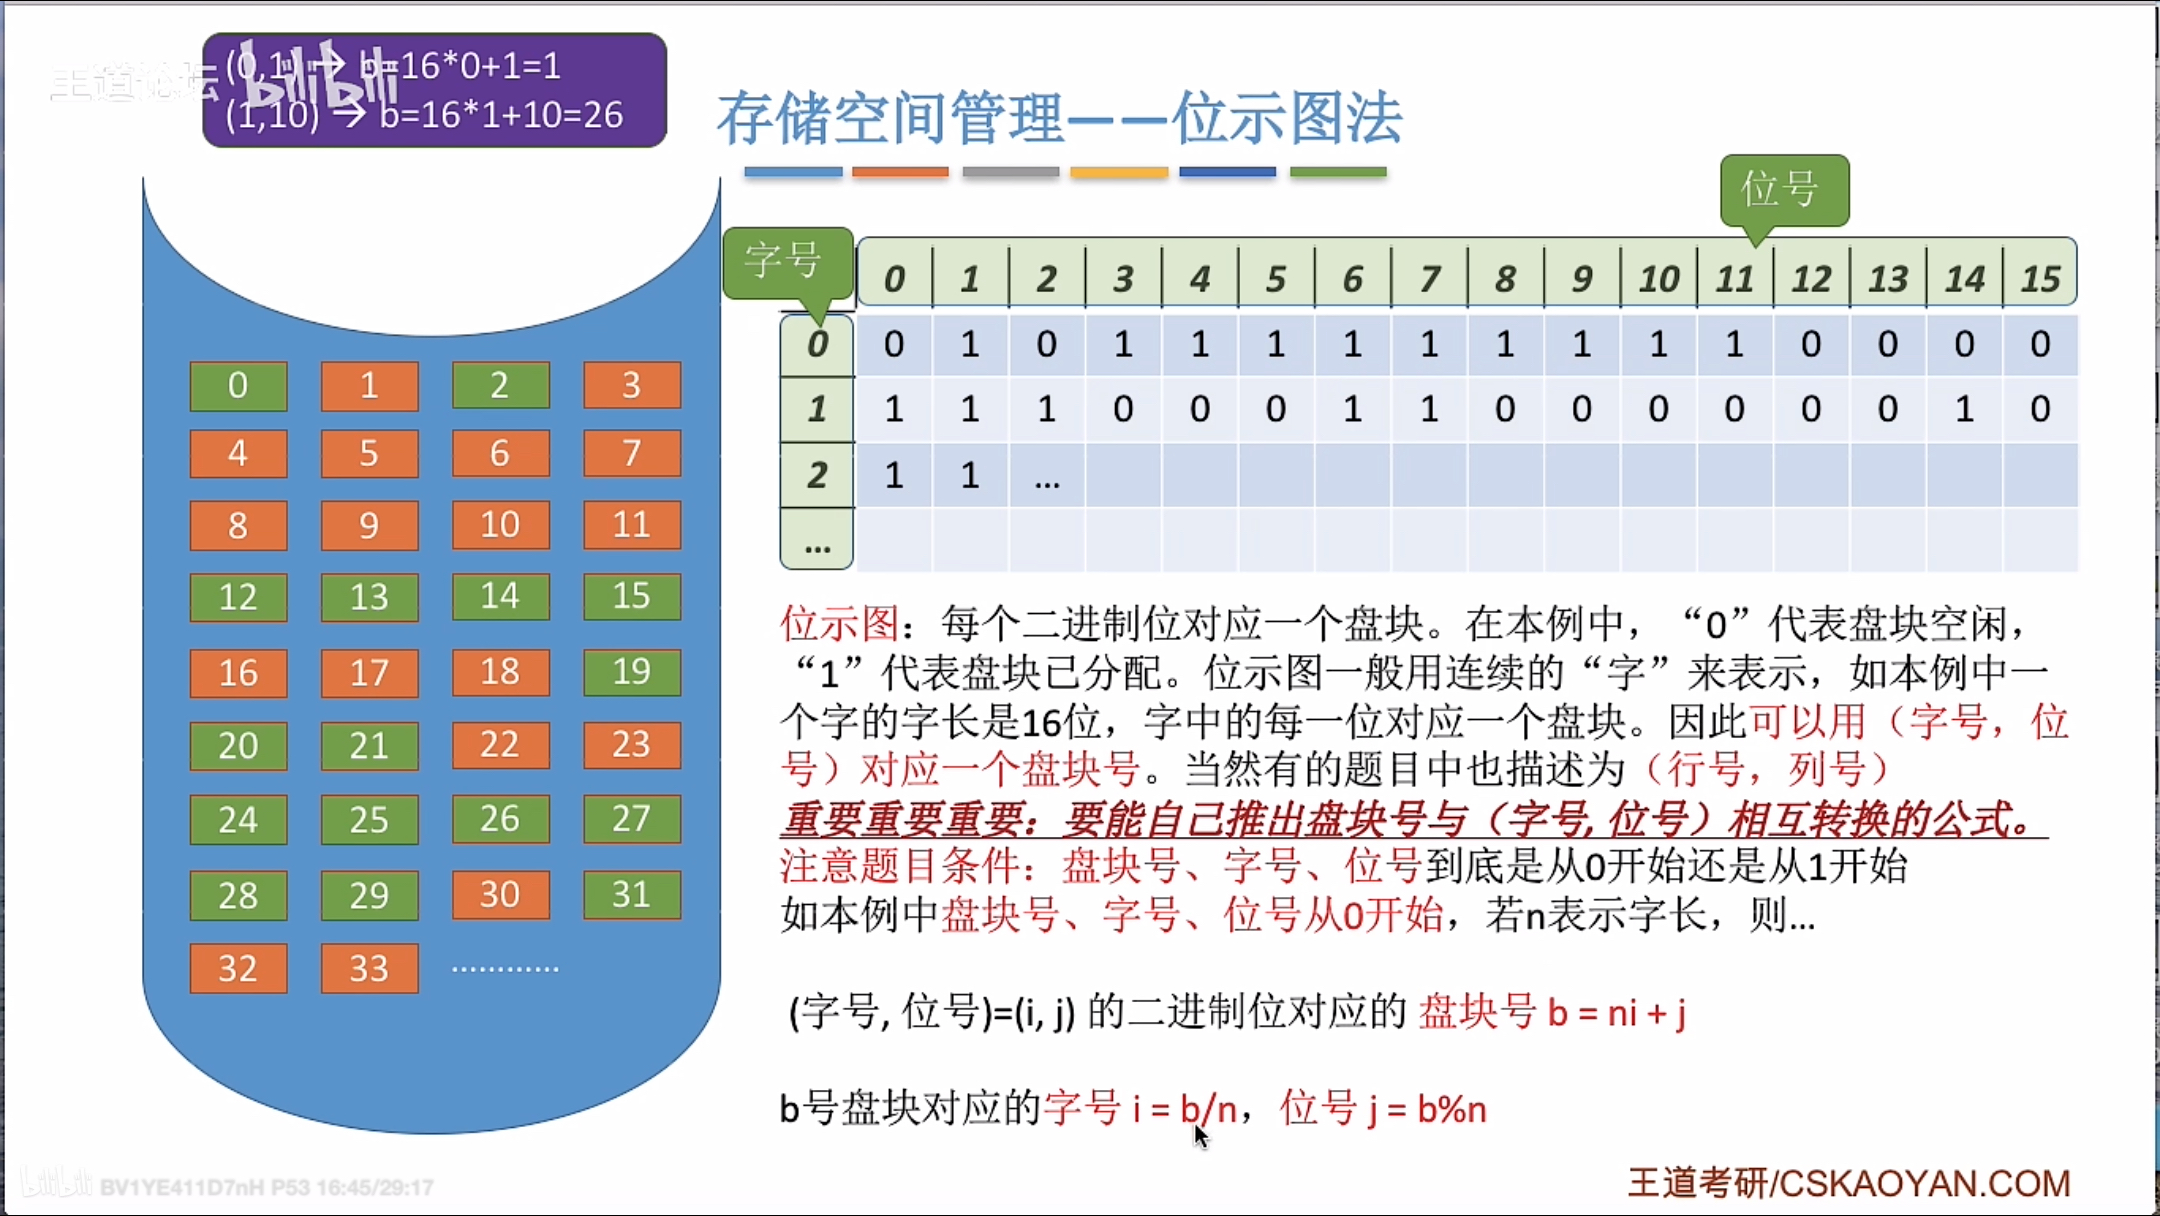 王道论坛 bilibili
(0,1) → b=16*0+1=1
(1,10) → b=16*1+10=26
存储空间管理——位示图法
位号
字号
0 1 2 3 4 5 6 7 8 9 10 11 12 13 14 15
0 0 1 0 1 1 1 1 1 1 1 1 1 0 0 0 0
1 1 1 1 0 0 0 1 1 0 0 0 0 0 0 1 0
2 1 1 ...
...
0 1 2 3
4 5 6 7
8 9 10 11
12 13 14 15
16 17 18 19
20 21 22 23
24 25 26 27
28 29 30 31
32 33 …………
位示图：每个二进制位对应一个盘块。在本例中，“0”代表盘块空闲，
“1”代表盘块已分配。位示图一般用连续的“字”来表示，如本例中一
个字的字长是16位，字中的每一位对应一个盘块。因此可以用（字号，位
号）对应一个盘块号。当然有的题目中也描述为（行号，列号）
重要重要重要：要能自己推出盘块号与（字号, 位号）相互转换的公式。
注意题目条件：盘块号、字号、位号到底是从0开始还是从1开始
如本例中盘块号、字号、位号从0开始，若n表示字长，则...
(字号, 位号)=(i, j) 的二进制位对应的 盘块号 b = ni + j
b号盘块对应的字号 i = b/n，位号 j = b%n
bilibili BV1YE411D7nH P53 16:45/29:17
王道考研/CSKAOYAN.COM